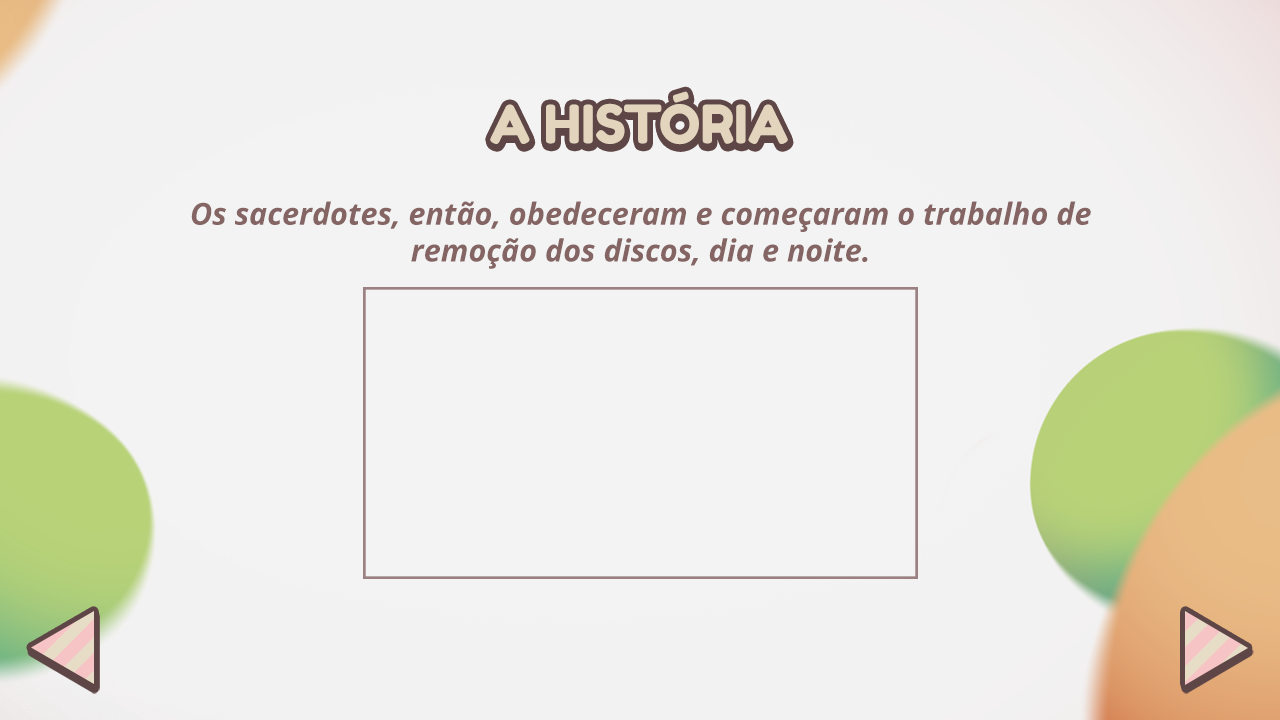 A HISTÓRIA
Os sacerdotes, então, obedeceram e começaram o trabalho de
remoção dos discos, dia e noite.